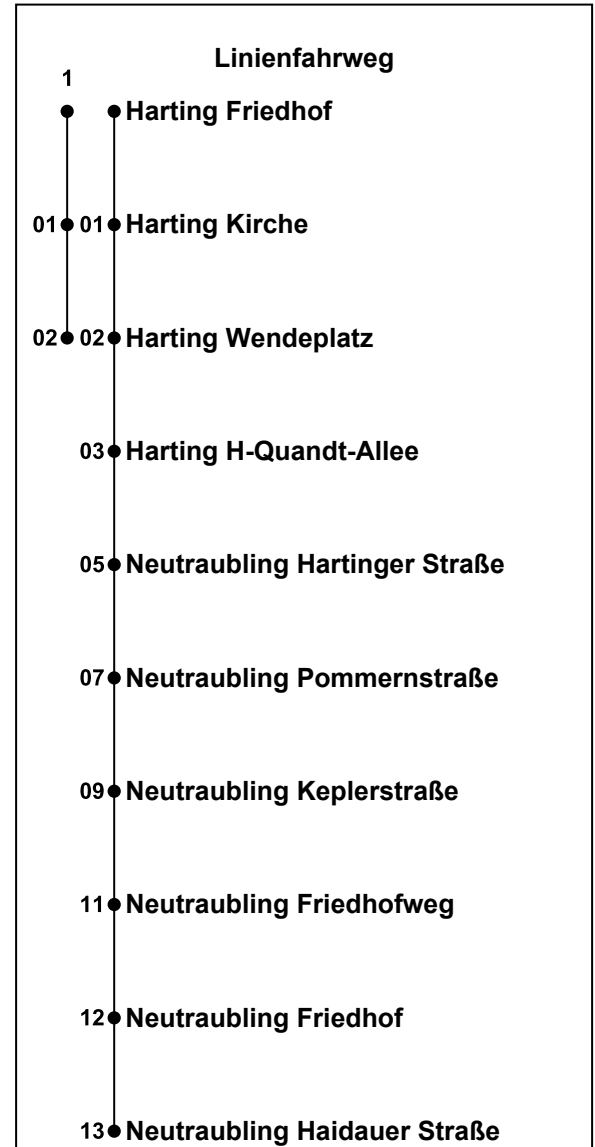 Linienfahrweg
1
Harting Friedhof
01 01 Harting Kirche
02 02 Harting Wendeplatz
03 Harting H-Quandt-Allee
05 Neutraubling Hartinger Straße
07 Neutraubling Pommernstraße
09 Neutraubling Keplerstraße
11 Neutraubling Friedhofweg
12 Neutraubling Friedhof
13 Neutraubling Haidauer Straße